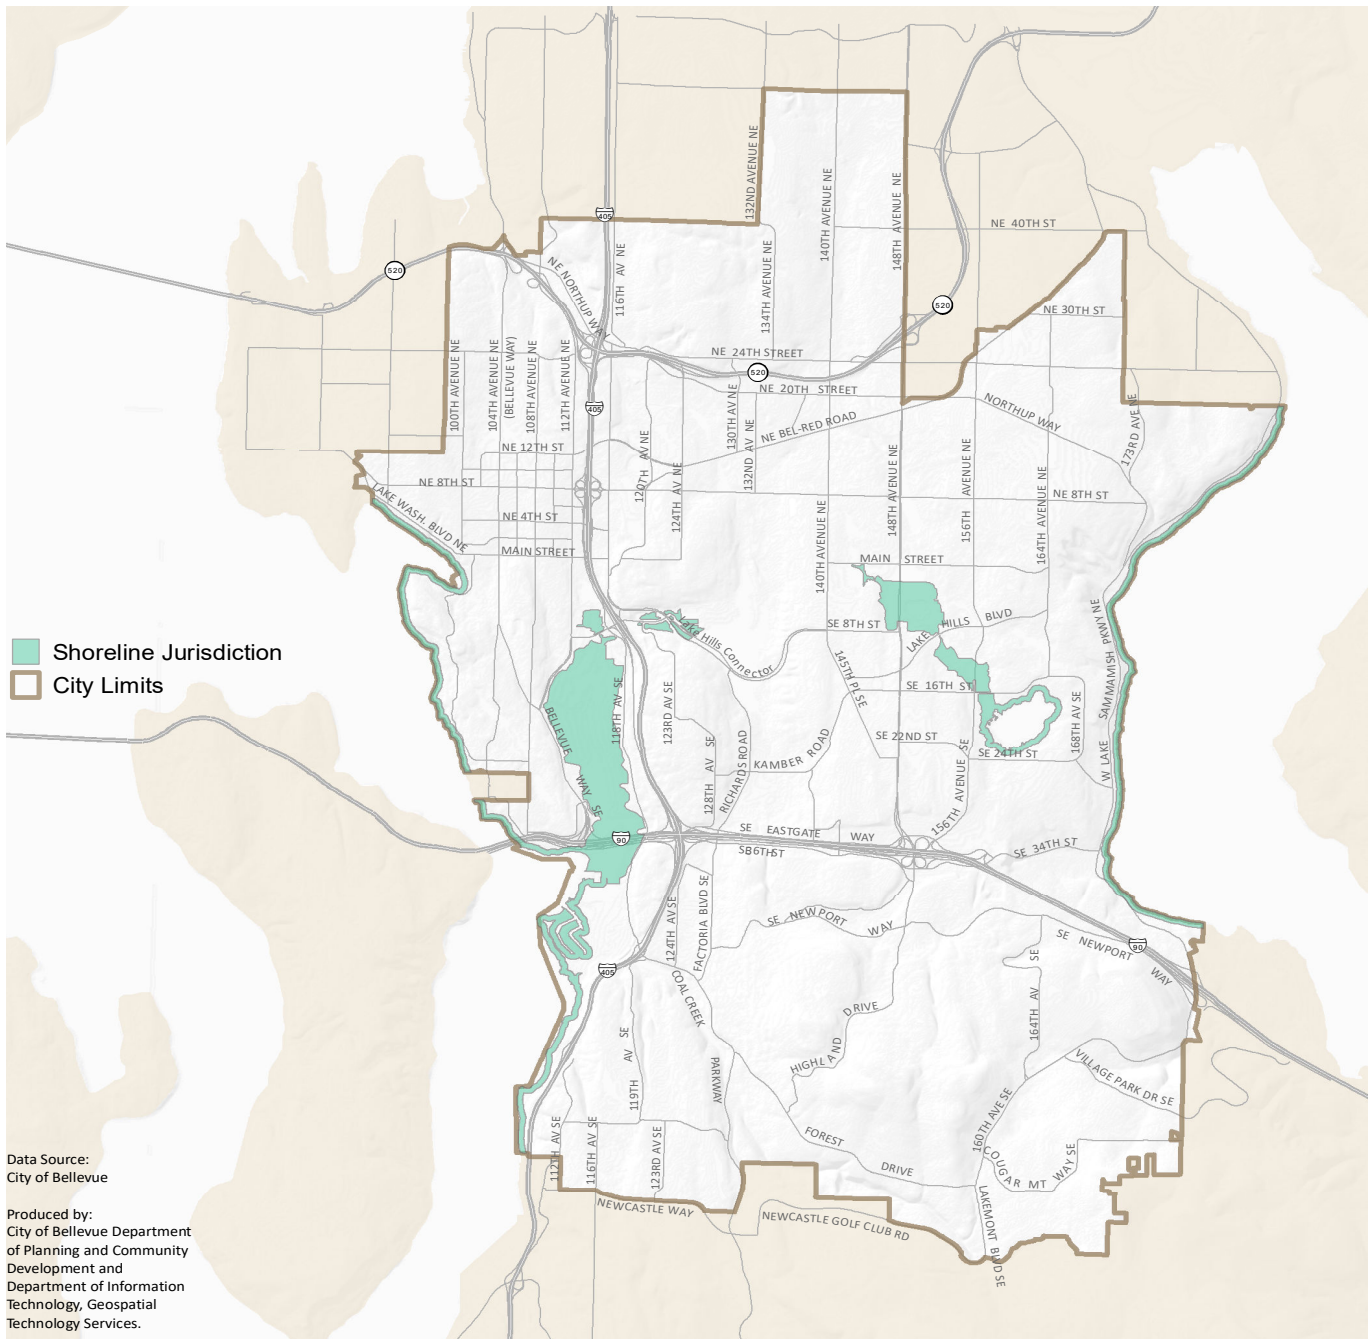 132ND AVENUE NE
140TH AVENUE NE
148TH AVENUE NE
NE 40TH ST
405
520
NE NORTHUP WAY
116TH AV NE
134TH AVENUE NE
520
NE 30TH ST
100TH AVENUE NE
104TH AVENUE NE
(BELLEVUE WAY)
108TH AVENUE NE
112TH AVENUE NE
NE 24TH STREET
520
NE 20TH STREET
405
130TH AV NE
132ND AV NE
NE BEL-RED ROAD
NORTHUP WAY
173RD AVE NE
NE 12TH ST
120TH AV NE
124TH AV NE
148TH AVENUE NE
156TH AVENUE NE
164TH AVENUE NE
NE 8TH ST
NE 8TH ST
LAKE WASH. BLVD NE
NE 4TH ST
MAIN STREET
140TH AVENUE NE
MAIN STREET
Lake Hills Connector
SE 8TH ST
LAKE HILLS BLVD
W LAKE SAMMAMISH PKWY NE
Shoreline Jurisdiction
City Limits
BELLEVUE WAY SE
118TH AV SE
123RD AV SE
128TH AV SE
RICHARDS ROAD
KAMBER ROAD
145TH PL SE
SE 16TH ST
SE 22ND ST
SE 24TH ST
156TH AVENUE SE
168TH AV SE
90
SE EASTGATE WAY
SE 34TH ST
124TH AV SE
FACTORIA BLVD SE
SE NEWPORT WAY
SE NEWPORT WAY
90
405
COAL CREEK PARKWAY
HIGHLAND DRIVE
164TH AV SE
119TH AV SE
VILLAGE PARK DR SE
160TH AVE SE
COUGAR MT WAY SE
FOREST DRIVE
112TH AV SE
116TH AV SE
123RD AV SE
LAKEMONT BLVD SE
NEWCASTLE WAY
NEWCASTLE GOLF CLUB RD
Data Source:
City of Bellevue
Produced by:
City of Bellevue Department
of Planning and Community
Development and
Department of Information
Technology, Geospatial
Technology Services.